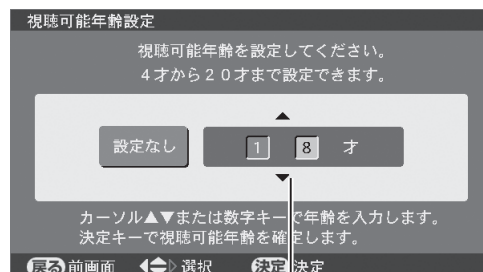 視聴可能年齢設定
視聴可能年齢を設定してください。
4才から20才まで設定できます。
設定なし 1 8 才
カーソル▲▼または数字キーで年齢を入力します。
決定キーで視聴可能年齢を確定します。
戻る 前画面 選択 決定 決定